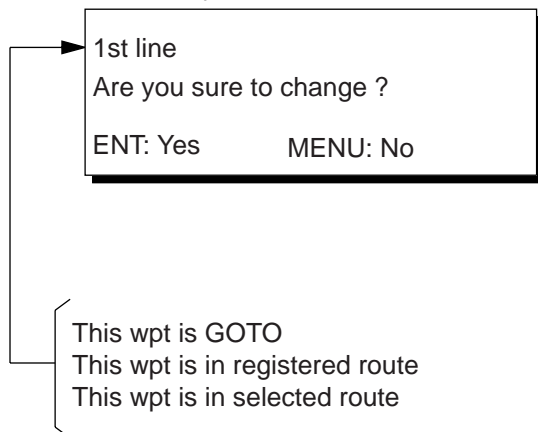 1st line
Are you sure to change ?
ENT: Yes MENU: No
This wpt is GOTO
This wpt is in registered route
This wpt is in selected route